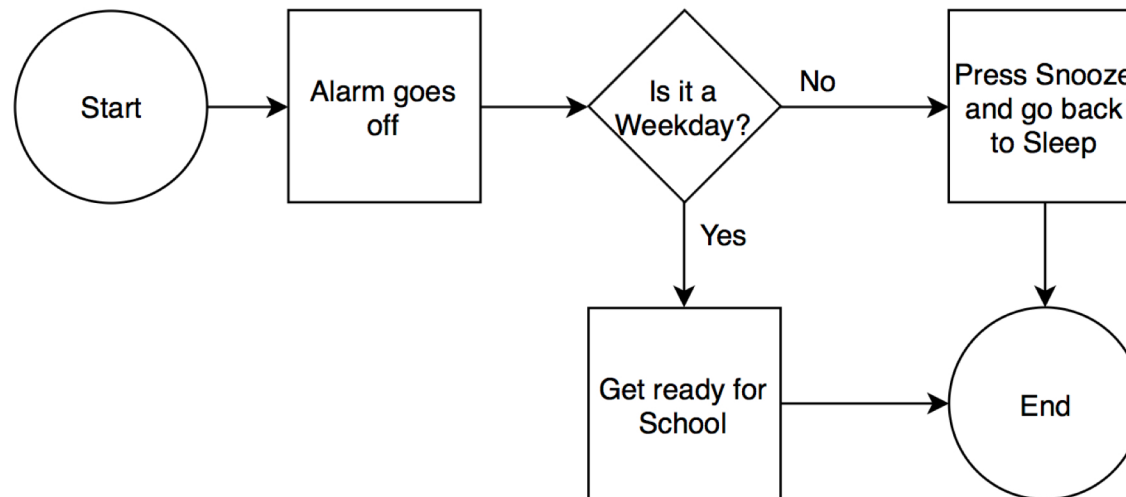 Start
Alarm goes
off
Is it a
Weekday?
No
Press Snooze
and go back
to Sleep
Yes
Get ready for
School
End